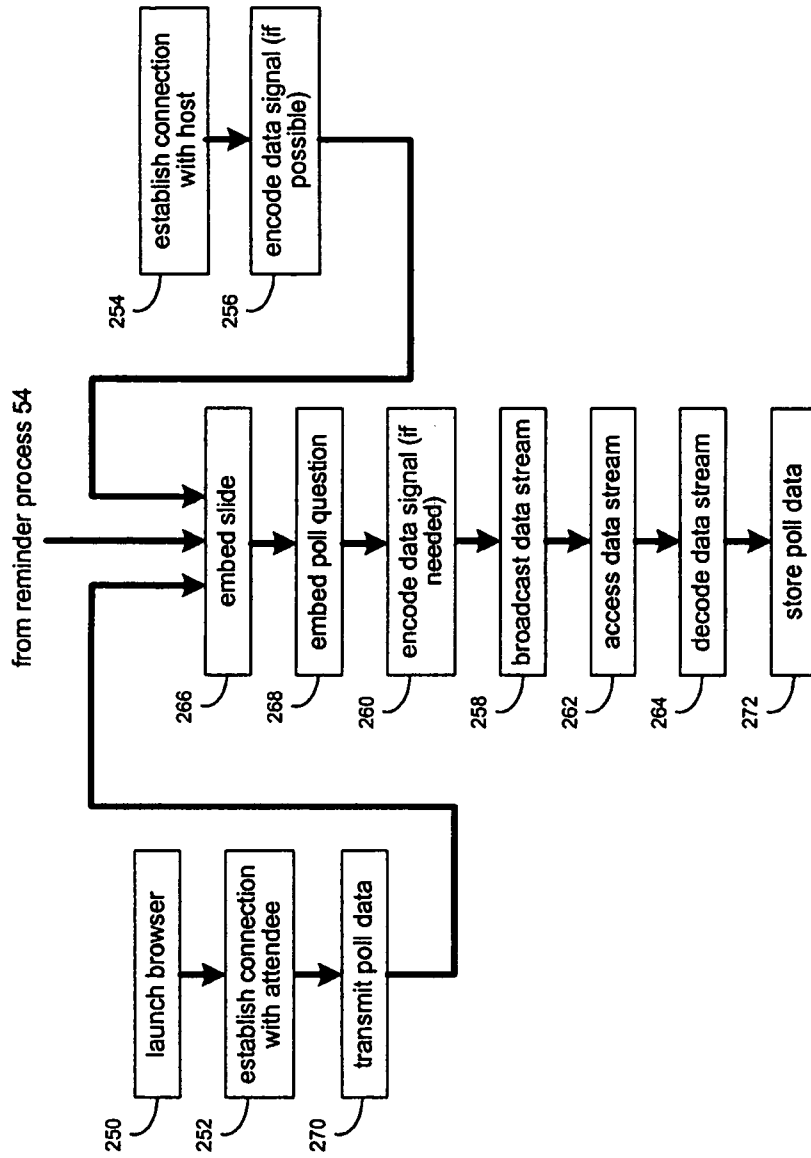 from reminder process 54
250
launch browser
252
establish connection
with attendee
270
transmit poll data
266
embed slide
268
embed poll question
260
encode data signal (if
needed)
258
broadcast data stream
262
access data stream
264
decode data stream
272
store poll data
254
establish connection
with host
256
encode data signal (if
possible)